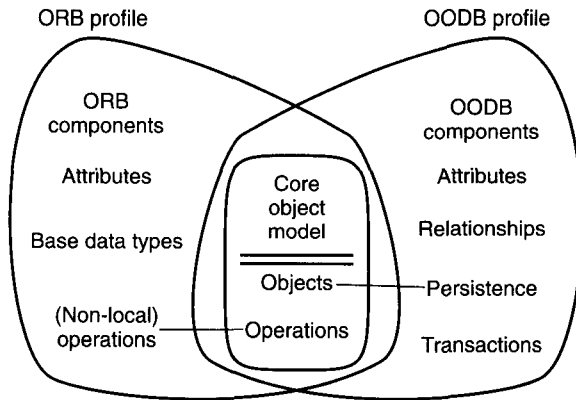 ORB profile
OODB profile
ORB
components
Attributes
Base data types
(Non-local)
operations
Core
object
model
Objects
Operations
OODB
components
Attributes
Relationships
Persistence
Transactions